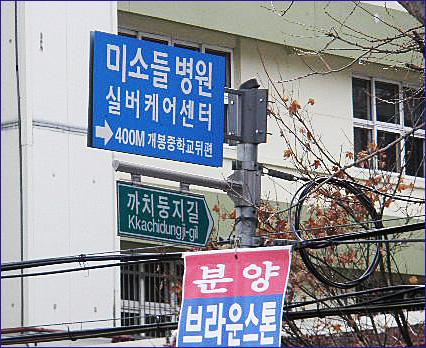 미소들병원
실버케어센터
400M 개봉중학교뒤편
까치둥지길
Kkachidungji-gil
분양
브라운스톤